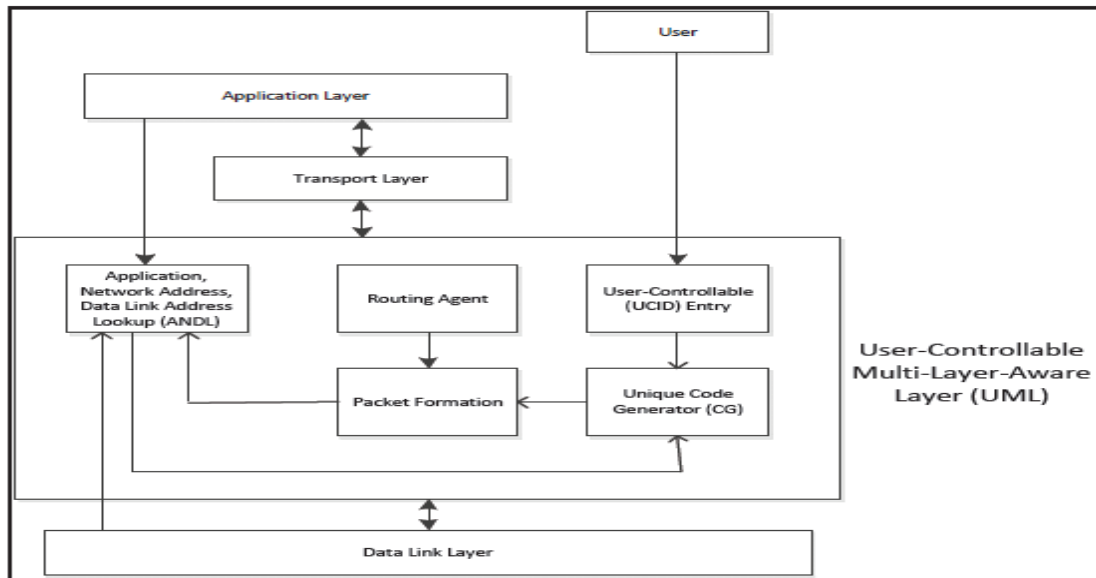 User
Application Layer
Transport Layer
Application,
Network Address,
Data Link Address
Lookup (ANDL)
Routing Agent
User-Controllable
(UCID) Entry
Packet Formation
Unique Code
Generator (CG)
User-Controllable
Multi-Layer-Aware
Layer (UML)
Data Link Layer